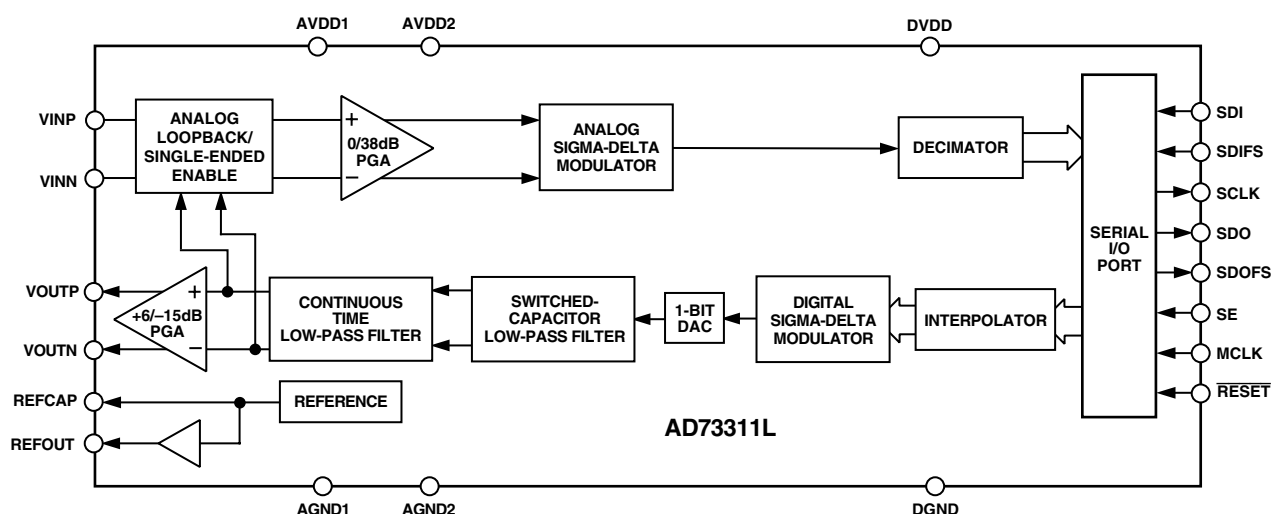 AVDD1
AVDD2
DVDD
VINP
VINN
ANALOG
LOOPBACK/
SINGLE-ENDED
ENABLE
+
0/38dB
PGA
−
ANALOG
SIGMA-DELTA
MODULATOR
DECIMATOR
SERIAL
I/O
PORT
SDI
SDIFS
SCLK
SDO
SDOFS
SE
MCLK
RESET
VOUTP
VOUTN
+
+6/–15dB
PGA
−
CONTINUOUS
TIME
LOW-PASS FILTER
SWITCHED-
CAPACITOR
LOW-PASS FILTER
1-BIT
DAC
DIGITAL
SIGMA-DELTA
MODULATOR
INTERPOLATOR
REFCAP
REFOUT
REFERENCE
AD73311L
AGND1
AGND2
DGND